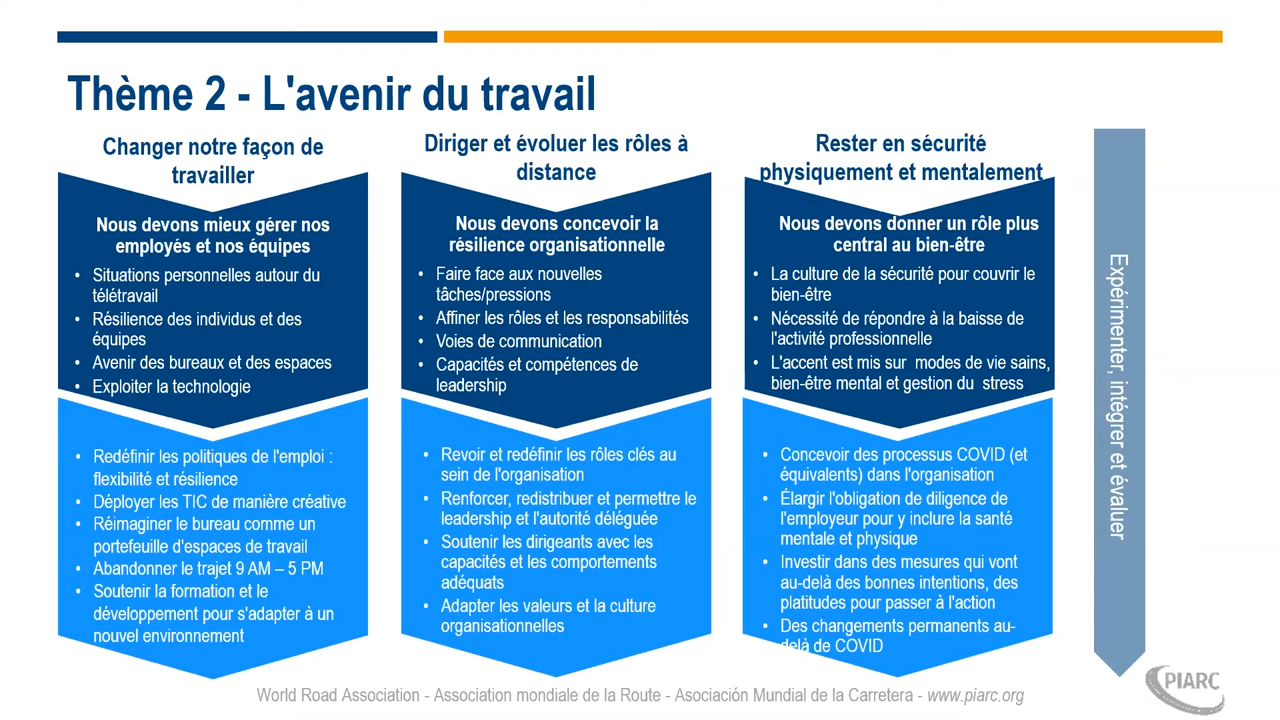 Thème 2 - L'avenir du travail
Changer notre façon de
travailler
Nous devons mieux gérer nos
employés et nos équipes
• Situations personnelles autour du
télétravail
• Résilience des individus et des
équipes
• Avenir des bureaux et des espaces
• Exploiter la technologie
• Redéfinir les politiques de l'emploi :
flexibilité et résilience
• Déployer les TIC de manière créative
• Réimaginer le bureau comme un
portefeuille d'espaces de travail
• Abandonner le trajet 9 AM – 5 PM
• Soutenir la formation et le
développement pour s'adapter à un
nouvel environnement
Diriger et évoluer les rôles à
distance
Nous devons concevoir la
résilience organisationnelle
• Faire face aux nouvelles
tâches/pressions
• Affiner les rôles et les responsabilités
• Voies de communication
• Capacités et compétences de
leadership
• Revoir et redéfinir les rôles clés au
sein de l'organisation
• Renforcer, redistribuer et permettre le
leadership et l'autorité déléguée
• Soutenir les dirigeants avec les
capacités et les comportements
adéquats
• Adapter les valeurs et la culture
organisationnelles
Rester en sécurité
physiquement et mentalement
Nous devons donner un rôle plus
central au bien-être
• La culture de la sécurité pour couvrir le
bien-être
• Nécessité de répondre à la baisse de
l'activité professionnelle
• L'accent est mis sur modes de vie sains,
bien-être mental et gestion du stress
• Concevoir des processus COVID (et
équivalents) dans l'organisation
• Élargir l'obligation de diligence de
l'employeur pour y inclure la santé
mentale et physique
• Investir dans des mesures qui vont
au-delà des bonnes intentions, des
platitudes pour passer à l'action
• Des changements permanents au-
delà de COVID
Expérimenter, intégrer et évaluer
World Road Association - Association mondiale de la Route - Asociación Mundial de la Carretera - www.piarc.org
PIARC